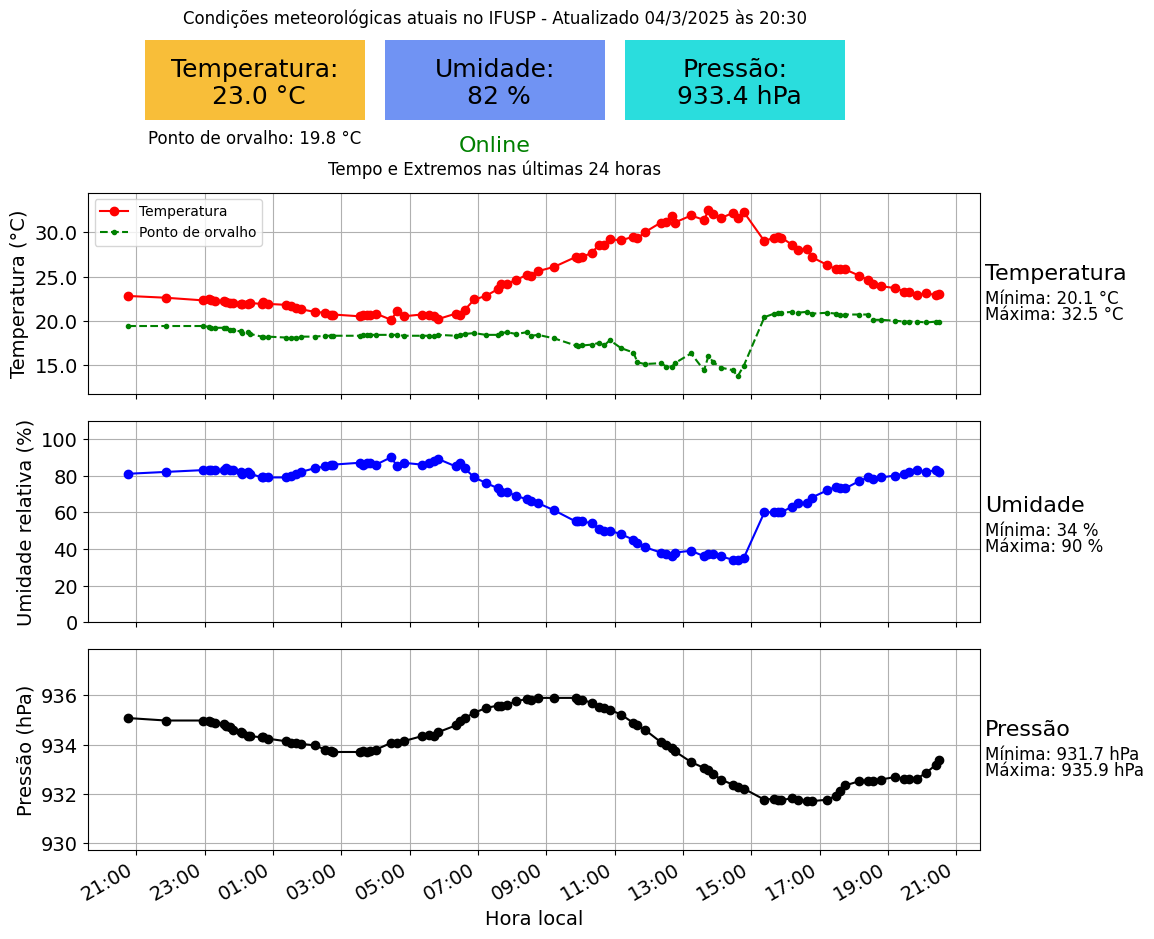 Condições meteorológicas atuais no IFUSP - Atualizado 04/3/2025 às 20:30
Temperatura:
23.0 °C
Umidade:
82 %
Pressão:
933.4 hPa
Ponto de orvalho: 19.8 °C
Online
Tempo e Extremos nas últimas 24 horas
Temperatura (°C)
30.0
25.0
20.0
15.0
Temperatura
Ponto de orvalho
Temperatura
Mínima: 20.1 °C
Máxima: 32.5 °C
Umidade relativa (%)
100
80
60
40
20
0
Umidade
Mínima: 34 %
Máxima: 90 %
Pressão (hPa)
936
934
932
930
Pressão
Mínima: 931.7 hPa
Máxima: 935.9 hPa
21:00 23:00 01:00 03:00 05:00 07:00 09:00 11:00 13:00 15:00 17:00 19:00 21:00
Hora local